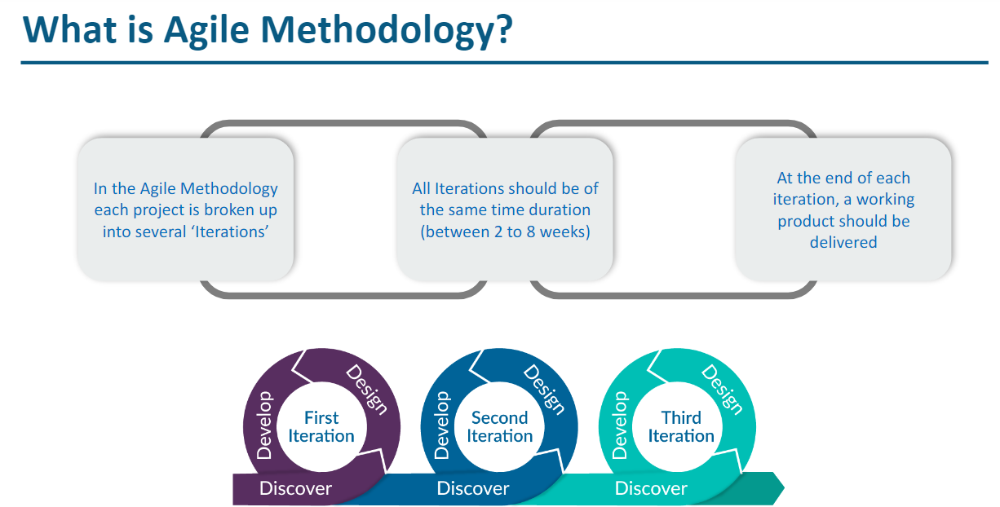 What is Agile Methodology?
In the Agile Methodology
each project is broken up
into several ‘Iterations’
All Iterations should be of
the same time duration
(between 2 to 8 weeks)
At the end of each
iteration, a working
product should be
delivered
Develop
Design
First
Iteration
Discover
Develop
Design
Second
Iteration
Discover
Develop
Design
Third
Iteration
Discover